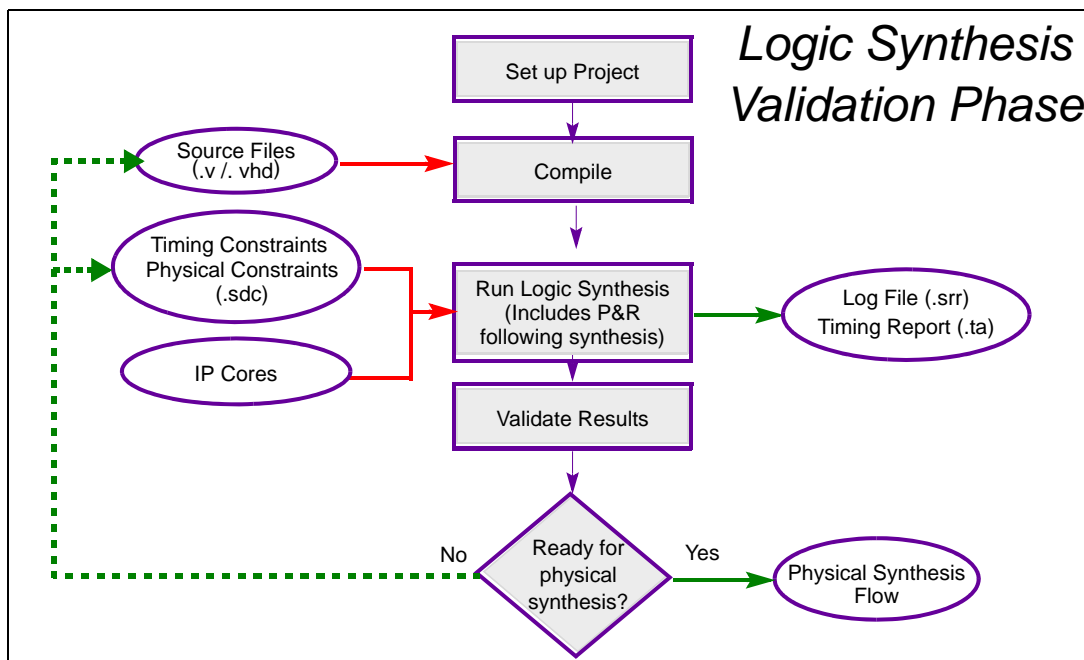 Logic Synthesis
Validation Phase
Set up Project
Source Files
(.v /. vhd)
Compile
Timing Constraints
Physical Constraints
(.sdc)
Run Logic Synthesis
(Includes P&R
following synthesis)
Log File (.srr)
Timing Report (.ta)
IP Cores
Validate Results
No
Ready for
physical
synthesis?
Yes
Physical Synthesis
Flow